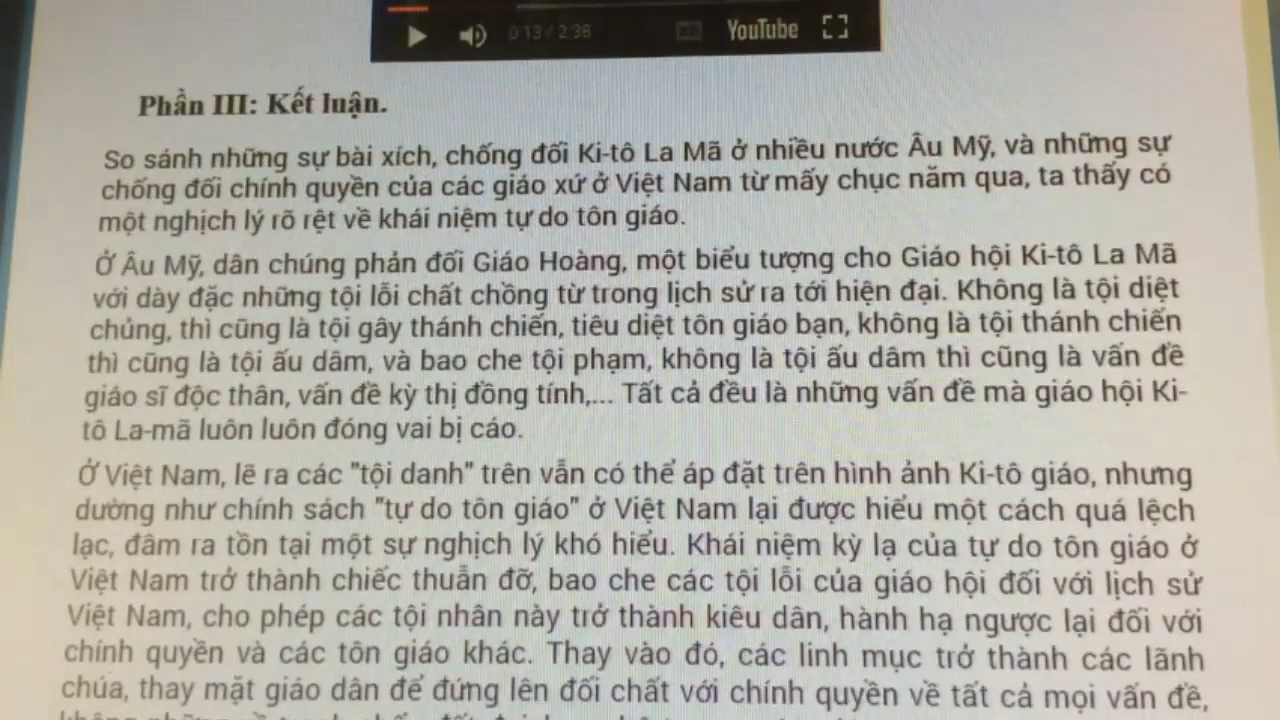 0:13 / 2:38 YouTube
Phần III: Kết luận.
So sánh những sự bài xích, chống đối Ki-tô La Mã ở nhiều nước Âu Mỹ, và những sự
chống đối chính quyền của các giáo xứ ở Việt Nam từ mấy chục năm qua, ta thấy có
một nghịch lý rõ rệt về khái niệm tự do tôn giáo.
Ở Âu Mỹ, dân chúng phản đối Giáo Hoàng, một biểu tượng cho Giáo hội Ki-tô La Mã
với dày đặc những tội lỗi chất chồng từ trong lịch sử ra tới hiện đại. Không là tội diệt
chủng, thì cũng là tội gây thánh chiến, tiêu diệt tôn giáo bạn, không là tội thánh chiến
thì cũng là tội ấu dâm, và bao che tội phạm, không là tội ấu dâm thì cũng là vấn đề
giáo sĩ độc thân, vấn đề kỳ thị đồng tính,... Tất cả đều là những vấn đề mà giáo hội Ki-
tô La-mã luôn luôn đóng vai bị cáo.
Ở Việt Nam, lẽ ra các "tội danh" trên vẫn có thể áp đặt trên hình ảnh Ki-tô giáo, nhưng
dường như chính sách "tự do tôn giáo" ở Việt Nam lại được hiểu một cách quá lệch
lạc, đâm ra tồn tại một sự nghịch lý khó hiểu. Khái niệm kỳ lạ của tự do tôn giáo ở
Việt Nam trở thành chiếc thuẫn đỡ, bao che các tội lỗi của giáo hội đối với lịch sử
Việt Nam, cho phép các tội nhân này trở thành kiêu dân, hành hạ ngược lại đối với
chính quyền và các tôn giáo khác. Thay vào đó, các linh mục trở thành các lãnh
chúa, thay mặt giáo dân để đứng lên đối chất với chính quyền về tất cả mọi vấn đề,